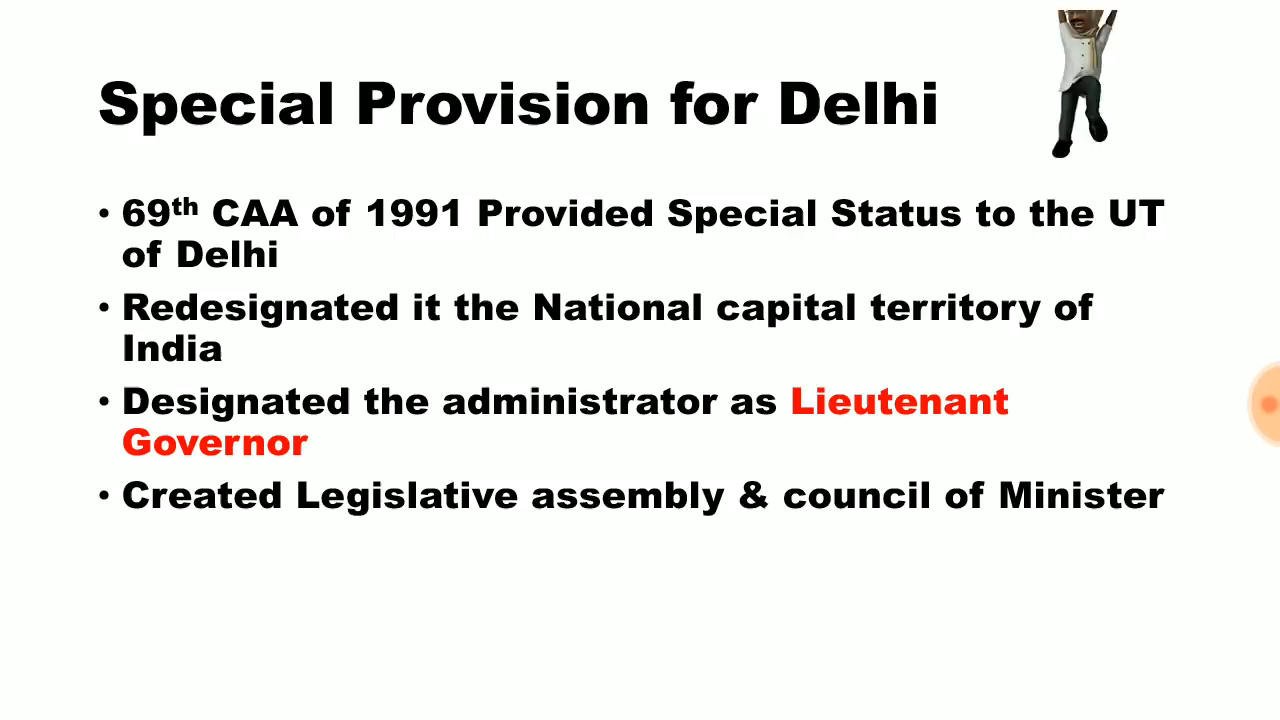 Special Provision for Delhi
• 69th CAA of 1991 Provided Special Status to the UT
of Delhi
• Redesignated it the National capital territory of
India
• Designated the administrator as Lieutenant
Governor
• Created Legislative assembly & council of Minister